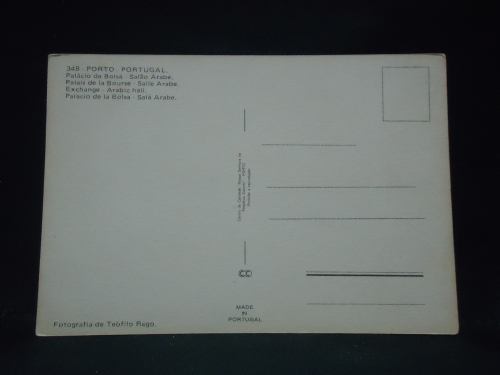 348 - PORTO - PORTUGAL.
Palácio da Bolsa - Salão Arabe.
Palais de la Bourse - Salle Arabe.
Exchange - Arabic hall.
Palacio de la Bolsa - Sala Arabe.
MADE
IN
PORTUGAL
Fotografia de Teófilo Rego.